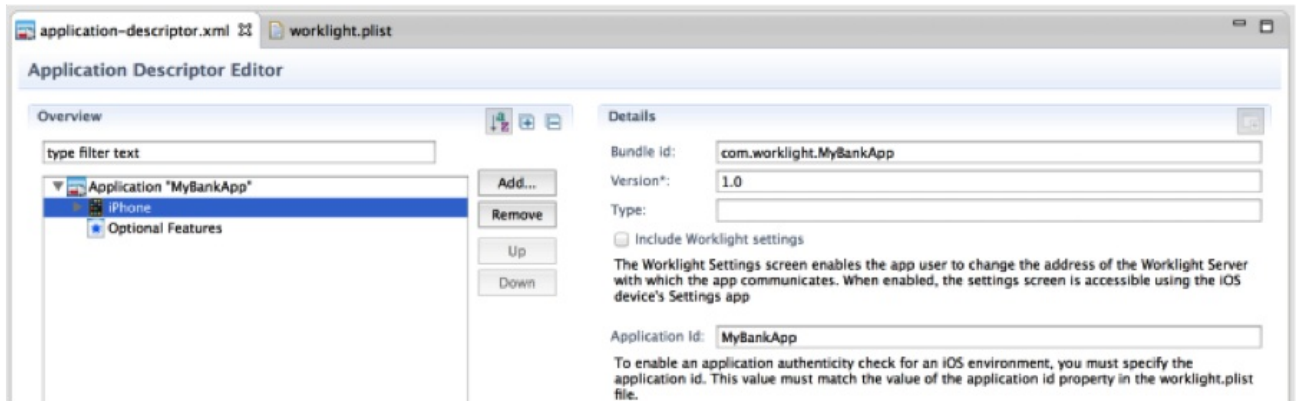 application-descriptor.xml
worklight.plist
Application Descriptor Editor
Overview
type filter text
Application "MyBankApp"
iPhone
Optional Features
Add...
Remove
Up
Down
Details
Bundle id:
com.worklight.MyBankApp
Version*:
1.0
Type:
Include Worklight settings
The Worklight Settings screen enables the app user to change the address of the Worklight Server
with which the app communicates. When enabled, the settings screen is accessible using the iOS
device's Settings app
Application id:
MyBankApp
To enable an application authenticity check for an iOS environment, you must specify the
application id. This value must match the value of the application id property in the worklight.plist
file.